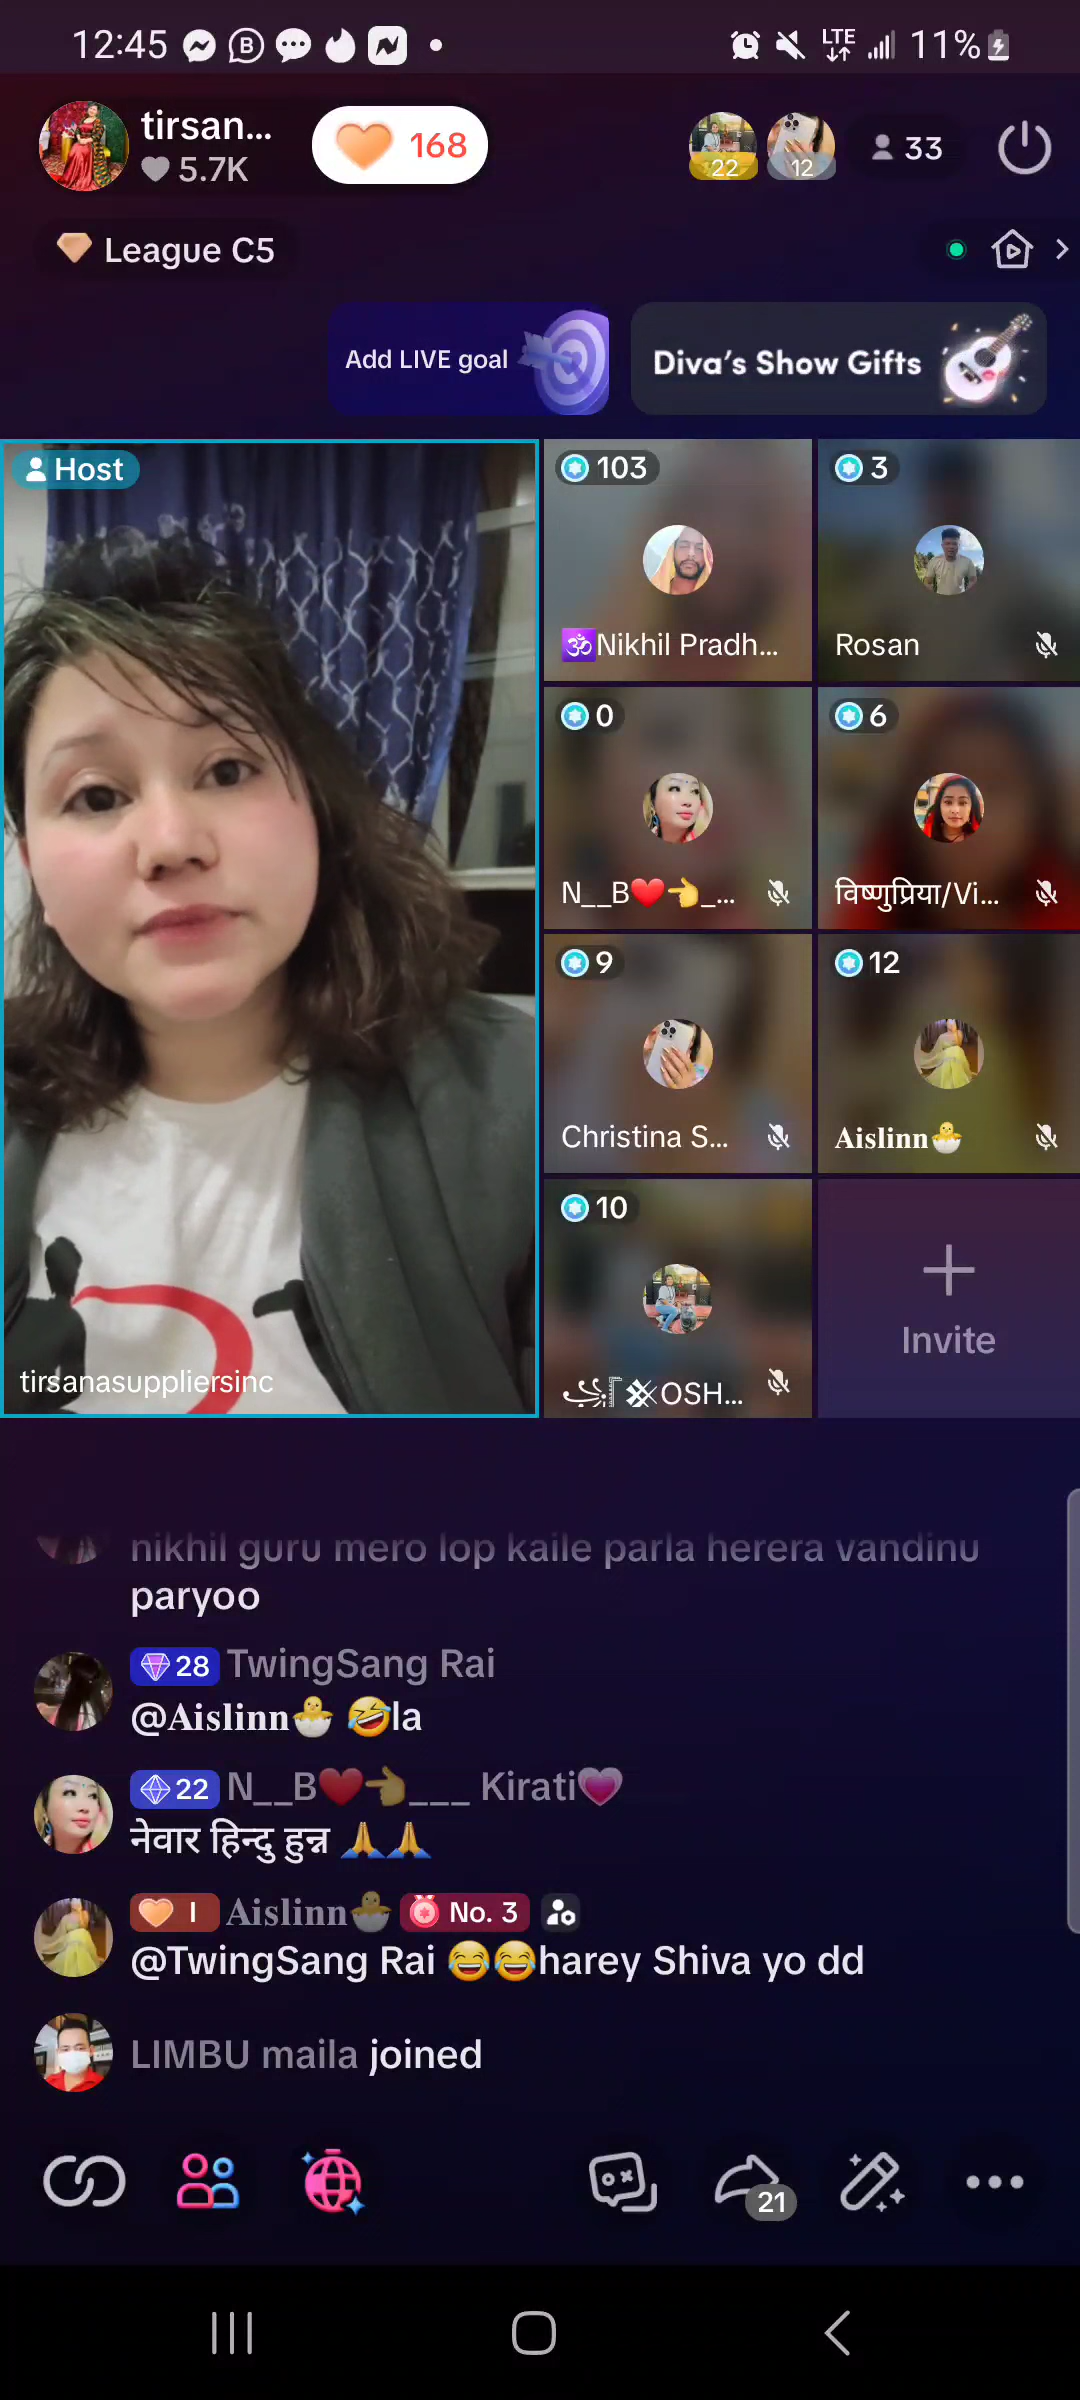 12:45
LTE 11%
tirsan...
5.7K
168
22
12
33
League C5
Add LIVE goal
Diva's Show Gifts
Host
tirsanasuppliersinc
103
🕉Nikhil Pradh...
3
Rosan
0
N__B❤👈_...
6
विष्णुप्रिया/Vi...
9
Christina S...
12
Aislinn🐣
10
OSH...
Invite
nikhil guru mero lop kaile parla herera vandinu
paryoo
28 TwingSang Rai
@Aislinn🐣 🤣la
22 N__B❤👈___ Kirati💗
नेवार हिन्दु हुन्न 🙏🙏
I Aislinn🐣 No. 3
@TwingSang Rai 😂😂harey Shiva yo dd
LIMBU maila joined
21